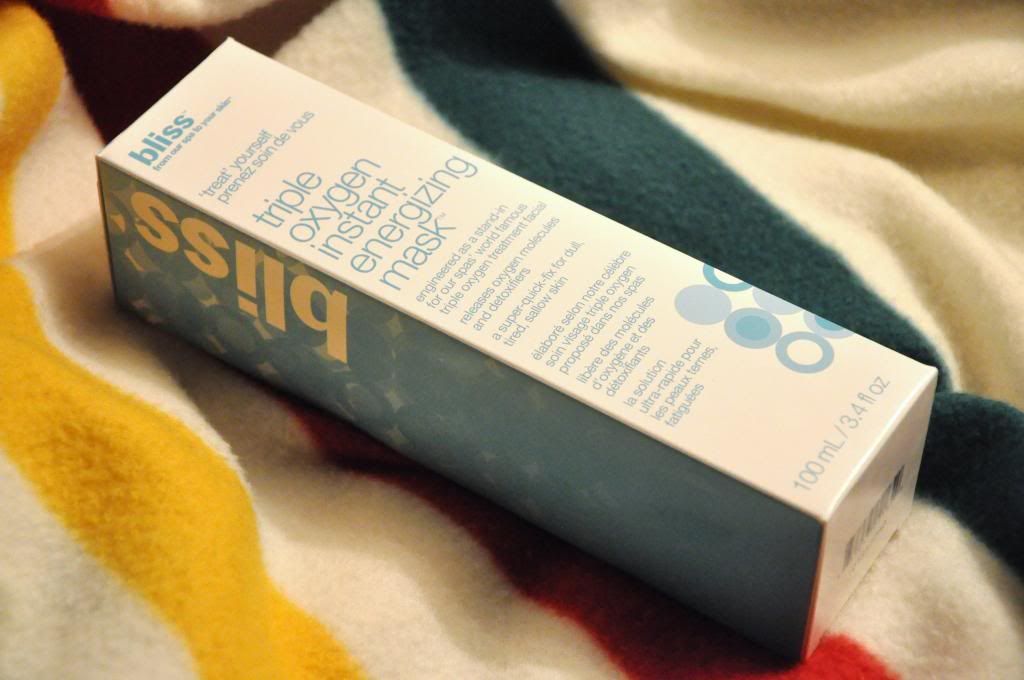 bliss™
from our spa to your skin™
'treat' yourself
prenez soin de vous
triple
oxygen
instant
energizing
mask™
engineered as a stand-in
for our spas' world famous
triple oxygen treatment facial
releases oxygen molecules
and detoxifiers
a super-quick-fix for dull,
tired, sallow skin
élaboré selon notre célèbre
soin visage triple oxygen
proposé dans nos spas
libère des molécules
d'oxygène et des
détoxifiants
la solution
ultra-rapide pour
les peaux ternes,
fatiguées
100 mL / 3.4 fl oz
bliss